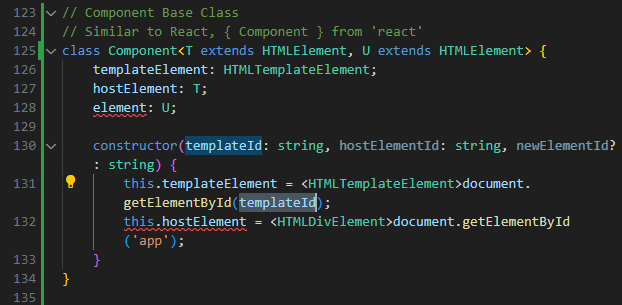 123 // Component Base Class
124 // Similar to React, { Component } from 'react'
125 class Component<T extends HTMLElement, U extends HTMLElement> {
126 templateElement: HTMLTemplateElement;
127 hostElement: T;
128 element: U;
129
130 constructor(templateId: string, hostElementId: string, newElementId?
: string) {
131 this.templateElement = <HTMLTemplateElement>document.
getElementById(templateId);
132 this.hostElement = <HTMLDivElement>document.getElementById
('app');
133 }
134 }
135